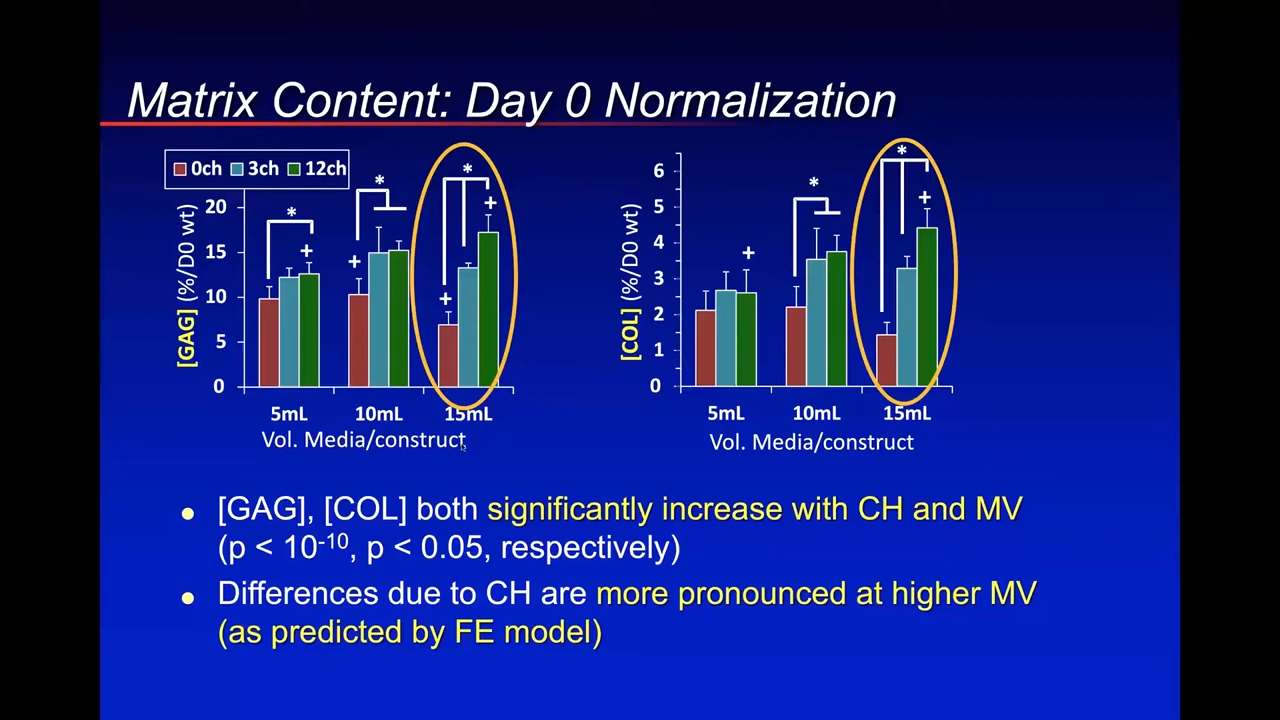 Matrix Content: Day 0 Normalization
0ch 3ch 12ch
[GAG] (%/D0 wt)
20
15
10
5
0
*
*
*
+
+
+
+
5mL 10mL 15mL
Vol. Media/construct
[COL] (%/D0 wt)
6
5
4
3
2
1
0
*
*
+
+
5mL 10mL 15mL
Vol. Media/construct
• [GAG], [COL] both significantly increase with CH and MV
(p < 10⁻¹⁰, p < 0.05, respectively)
• Differences due to CH are more pronounced at higher MV
(as predicted by FE model)